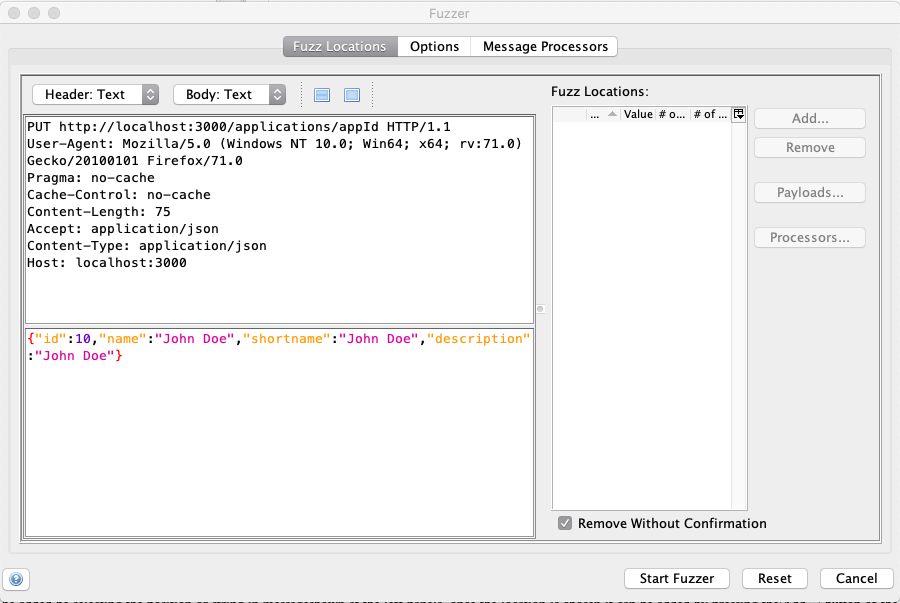 Fuzzer
Fuzz Locations Options Message Processors
Header: Text Body: Text
Fuzz Locations:
... Value # o... # of ...
PUT http://localhost:3000/applications/appId HTTP/1.1
User-Agent: Mozilla/5.0 (Windows NT 10.0; Win64; x64; rv:71.0)
Gecko/20100101 Firefox/71.0
Pragma: no-cache
Cache-Control: no-cache
Content-Length: 75
Accept: application/json
Content-Type: application/json
Host: localhost:3000
{"id":10,"name":"John Doe","shortname":"John Doe","description"
:"John Doe"}
Add...
Remove
Payloads...
Processors...
Remove Without Confirmation
? Start Fuzzer Reset Cancel